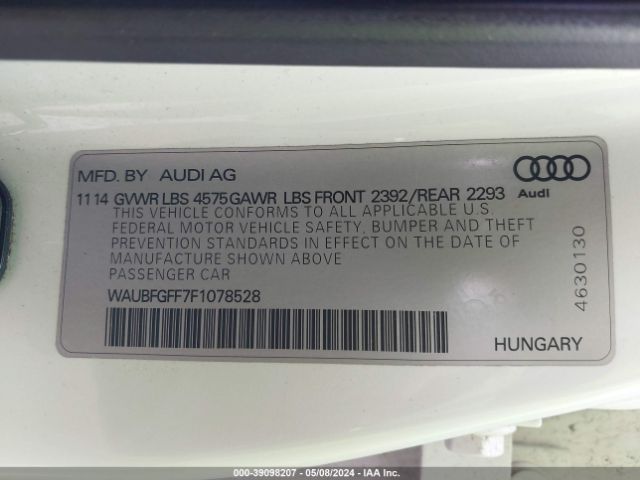 MFD. BY AUDI AG
Audi
1114 GVWR LBS 4575 GAWR LBS FRONT 2392/REAR 2293
THIS VEHICLE CONFORMS TO ALL APPLICABLE U.S.
FEDERAL MOTOR VEHICLE SAFETY, BUMPER AND THEFT
PREVENTION STANDARDS IN EFFECT ON THE DATE OF
MANUFACTURE SHOWN ABOVE
PASSENGER CAR
WAUBFGFF7F1078528
4630130
HUNGARY
000-39098207 - 05/08/2024 - IAA Inc.